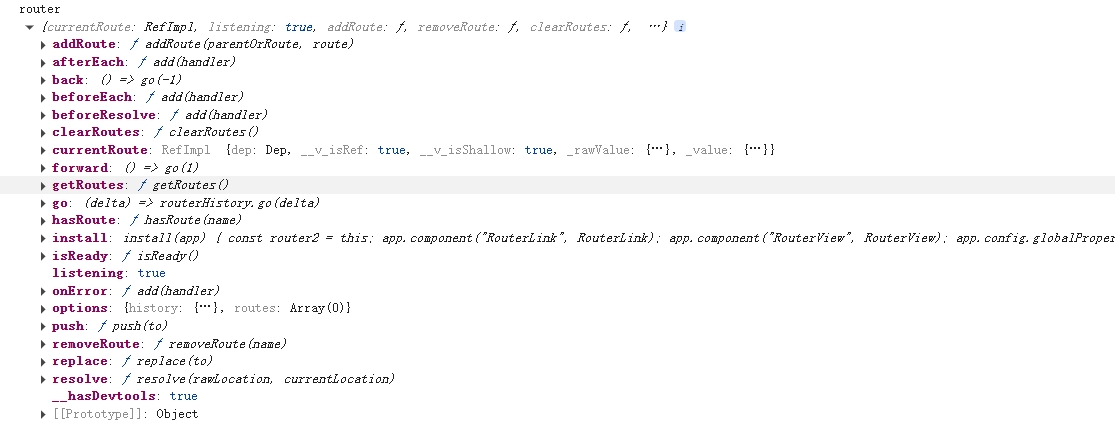 router
{currentRoute: RefImpl, listening: true, addRoute: ƒ, removeRoute: ƒ, clearRoutes: ƒ, …} i
addRoute: ƒ addRoute(parentOrRoute, route)
afterEach: ƒ add(handler)
back: () => go(-1)
beforeEach: ƒ add(handler)
beforeResolve: ƒ add(handler)
clearRoutes: ƒ clearRoutes()
currentRoute: RefImpl {dep: Dep, __v_isRef: true, __v_isShallow: true, _rawValue: {…}, _value: {…}}
forward: () => go(1)
getRoutes: ƒ getRoutes()
go: (delta) => routerHistory.go(delta)
hasRoute: ƒ hasRoute(name)
install: install(app) { const router2 = this; app.component("RouterLink", RouterLink); app.component("RouterView", RouterView); app.config.globalProper
isReady: ƒ isReady()
listening: true
onError: ƒ add(handler)
options: {history: {…}, routes: Array(0)}
push: ƒ push(to)
removeRoute: ƒ removeRoute(name)
replace: ƒ replace(to)
resolve: ƒ resolve(rawLocation, currentLocation)
__hasDevtools: true
[[Prototype]]: Object